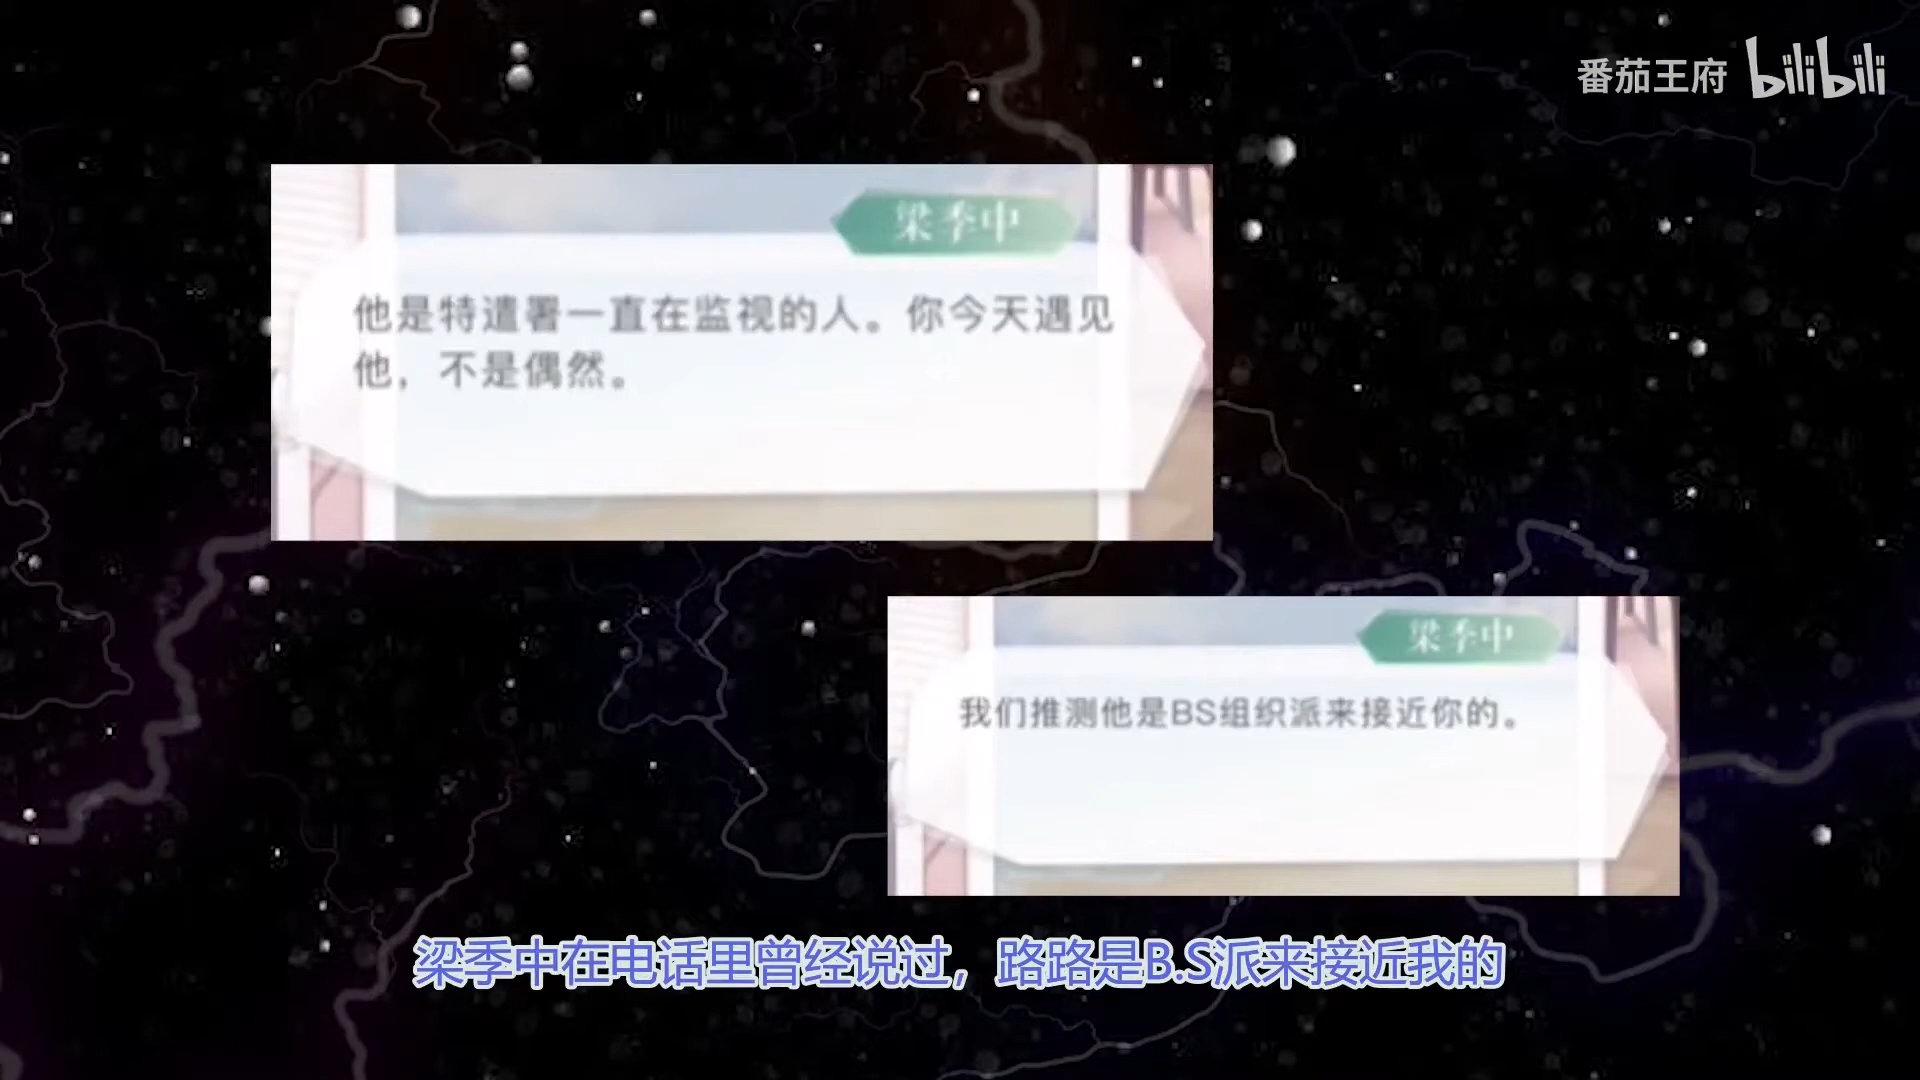 番茄王府 bilibili
梁季中
他是特遣署一直在监视的人。你今天遇见
他，不是偶然。
梁季中
我们推测他是BS组织派来接近你的。
梁季中在电话里曾经说过，路路是B.S派来接近我的